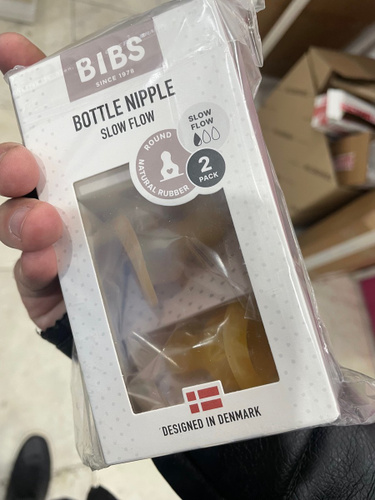 BIBS
SINCE 1978
BOTTLE NIPPLE
SLOW FLOW
SLOW
FLOW
ROUND
NATURAL RUBBER
2
PACK
DESIGNED IN DENMARK